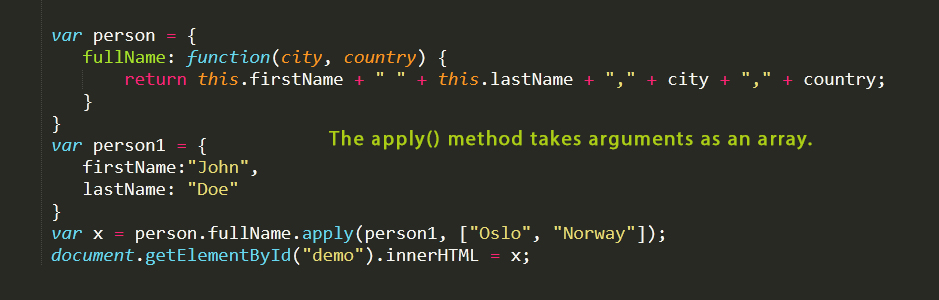 var person = {
fullName: function(city, country) {
return this.firstName + " " + this.lastName + "," + city + "," + country;
}
}
The apply() method takes arguments as an array.
var person1 = {
firstName:"John",
lastName: "Doe"
}
var x = person.fullName.apply(person1, ["Oslo", "Norway"]);
document.getElementById("demo").innerHTML = x;